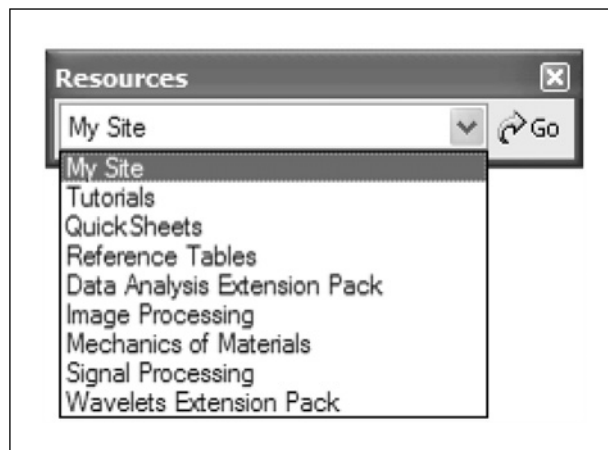 Resources
My Site Go
My Site
Tutorials
QuickSheets
Reference Tables
Data Analysis Extension Pack
Image Processing
Mechanics of Materials
Signal Processing
Wavelets Extension Pack